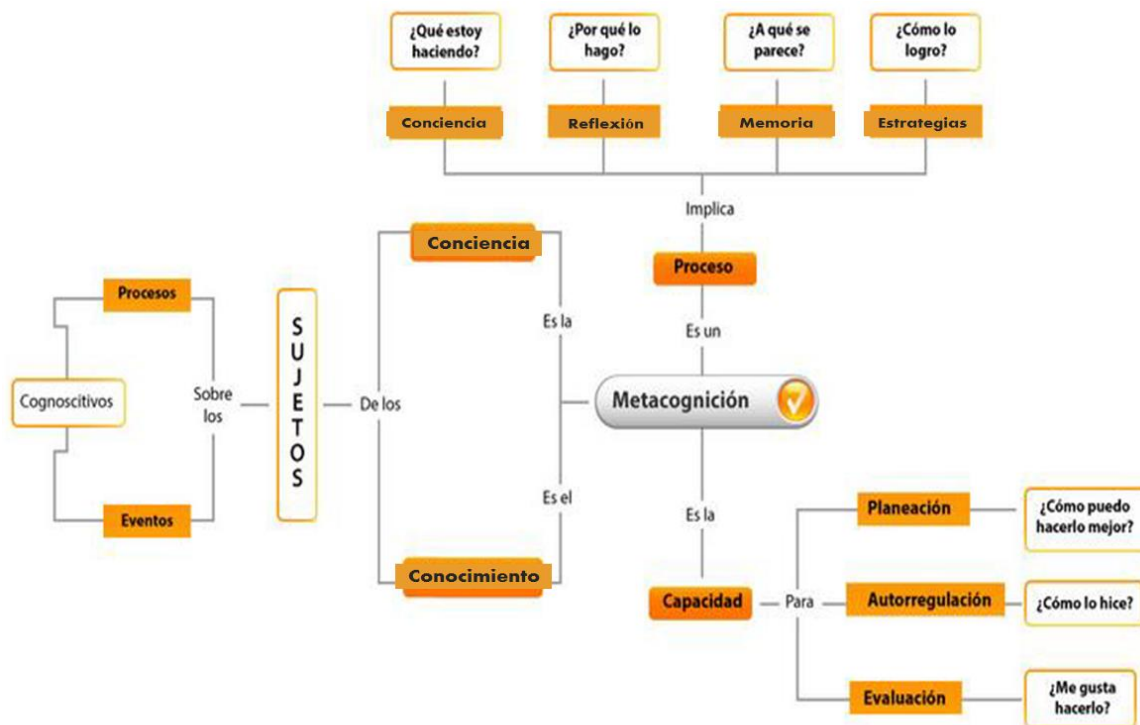 ¿Qué estoy
haciendo?
¿Por qué lo
hago?
¿A qué se
parece?
¿Cómo lo
logro?
Conciencia
Reflexión
Memoria
Estrategias
Implica
Proceso
Es un
Metacognición
Conciencia
Es la
Es el
Conocimiento
De los
SUJETOS
Sobre
los
Procesos
Cognoscitivos
Eventos
Es la
Capacidad
Para
Planeación
¿Cómo puedo
hacerlo mejor?
Autorregulación
¿Cómo lo hice?
Evaluación
¿Me gusta
hacerlo?